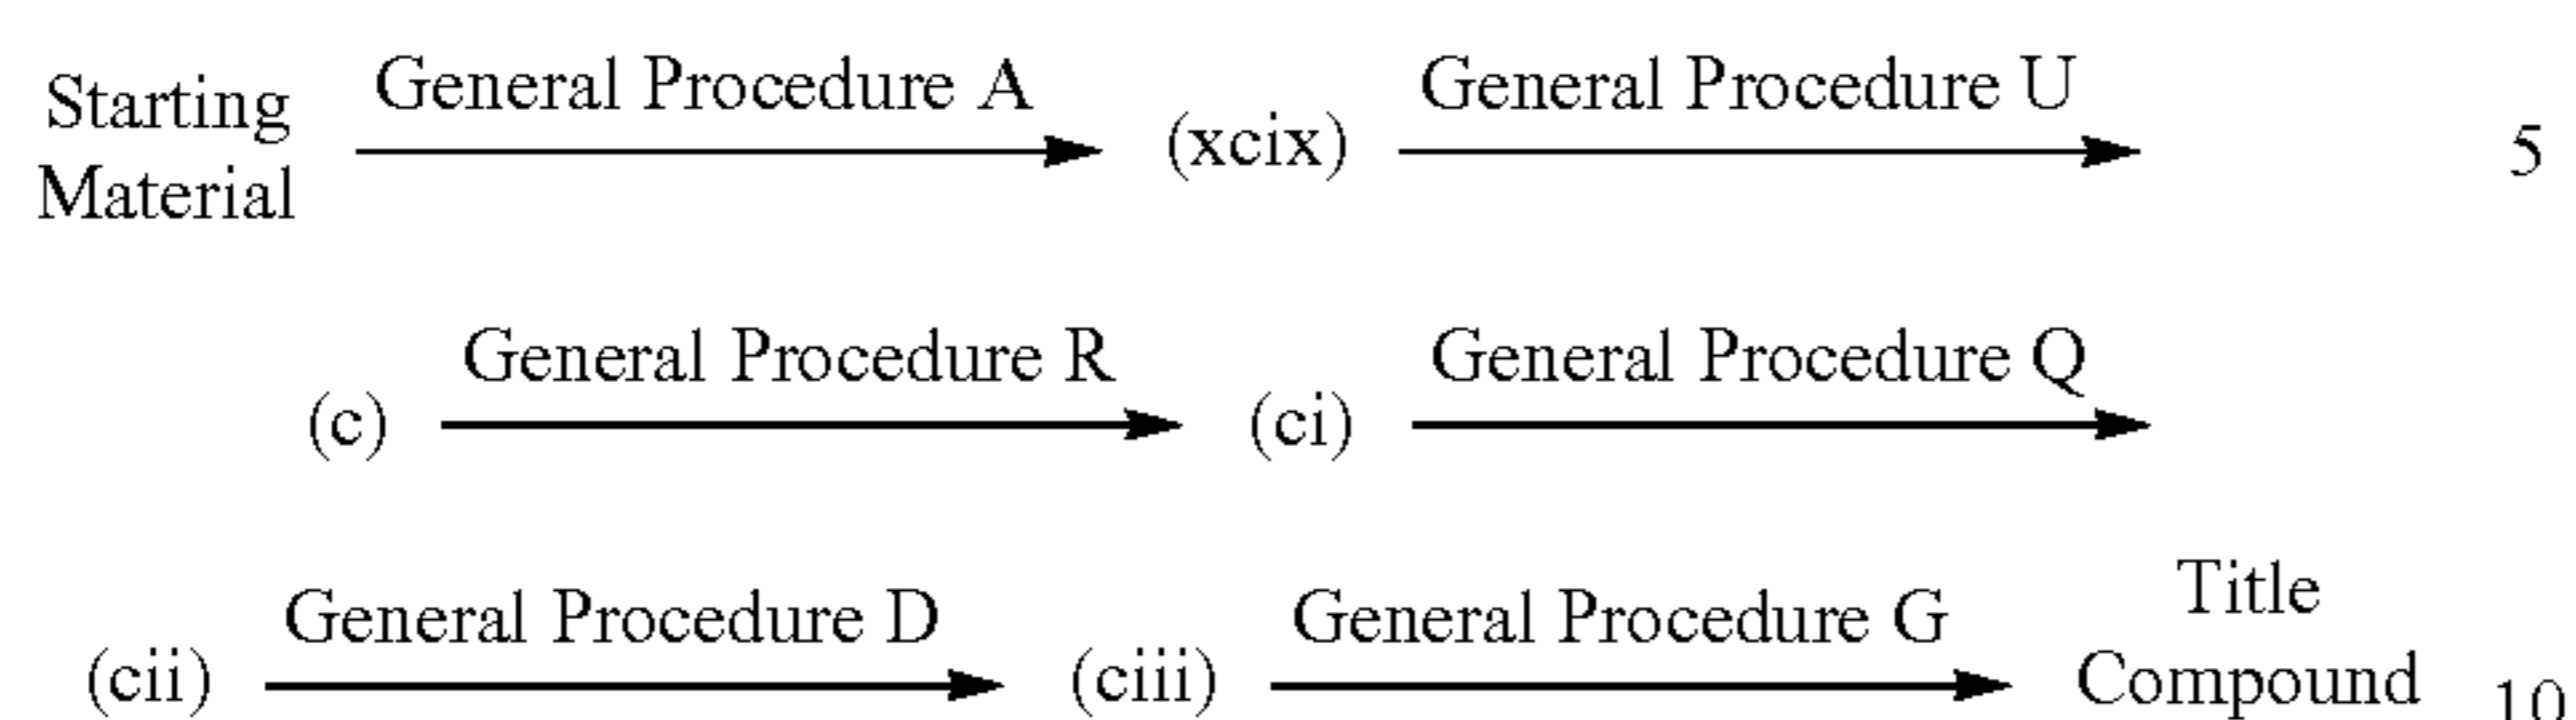 General Procedure A General Procedure U
Starting
Material (xcix) 5
General Procedure R General Procedure Q
(c) (ci)
General Procedure D General Procedure G Title
(cii) (ciii) Compound 10